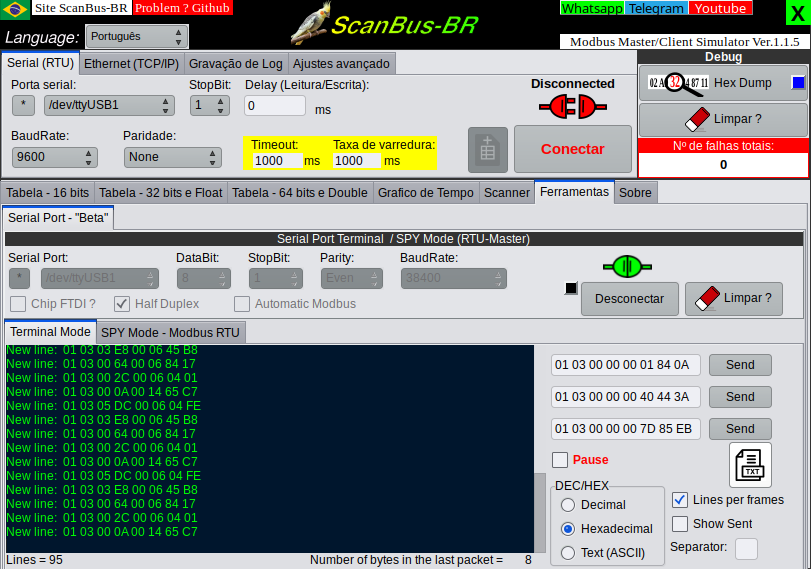 Site ScanBus-BR Problem ? Github
Whatsapp Telegram Youtube X
Language: Português
ScanBus-BR
Modbus Master/Client Simulator Ver.1.1.5
Serial (RTU) Ethernet (TCP/IP) Gravação de Log Ajustes avançado
Debug
Porta serial: StopBit: Delay (Leitura/Escrita): Disconnected
* /dev/ttyUSB1 1 0 ms
Hex Dump
Limpar ?
BaudRate: Paridade: Timeout: Taxa de varredura: Conectar
9600 None 1000 ms 1000 ms
Nº de falhas totais:
0
Tabela - 16 bits Tabela - 32 bits e Float Tabela - 64 bits e Double Grafico de Tempo Scanner Ferramentas Sobre
Serial Port - "Beta"
Serial Port Terminal / SPY Mode (RTU-Master)
Serial Port: DataBit: StopBit: Parity: BaudRate:
* /dev/ttyUSB1 8 1 Even 38400
Desconectar Limpar ?
Chip FTDI ? Half Duplex Automatic Modbus
Terminal Mode SPY Mode - Modbus RTU
New line: 01 03 03 E8 00 06 45 B8
New line: 01 03 00 64 00 06 84 17
New line: 01 03 00 2C 00 06 04 01
New line: 01 03 00 0A 00 14 65 C7
New line: 01 03 05 DC 00 06 04 FE
New line: 01 03 03 E8 00 06 45 B8
New line: 01 03 00 64 00 06 84 17
New line: 01 03 00 2C 00 06 04 01
New line: 01 03 00 0A 00 14 65 C7
New line: 01 03 05 DC 00 06 04 FE
New line: 01 03 03 E8 00 06 45 B8
New line: 01 03 00 64 00 06 84 17
New line: 01 03 00 2C 00 06 04 01
New line: 01 03 00 0A 00 14 65 C7
01 03 00 00 00 01 84 0A Send
01 03 00 00 00 40 44 3A Send
01 03 00 00 00 7D 85 EB Send
Pause
TXT
DEC/HEX
Decimal
Hexadecimal
Text (ASCII)
Lines per frames
Show Sent
Separator:
Lines = 95 Number of bytes in the last packet = 8